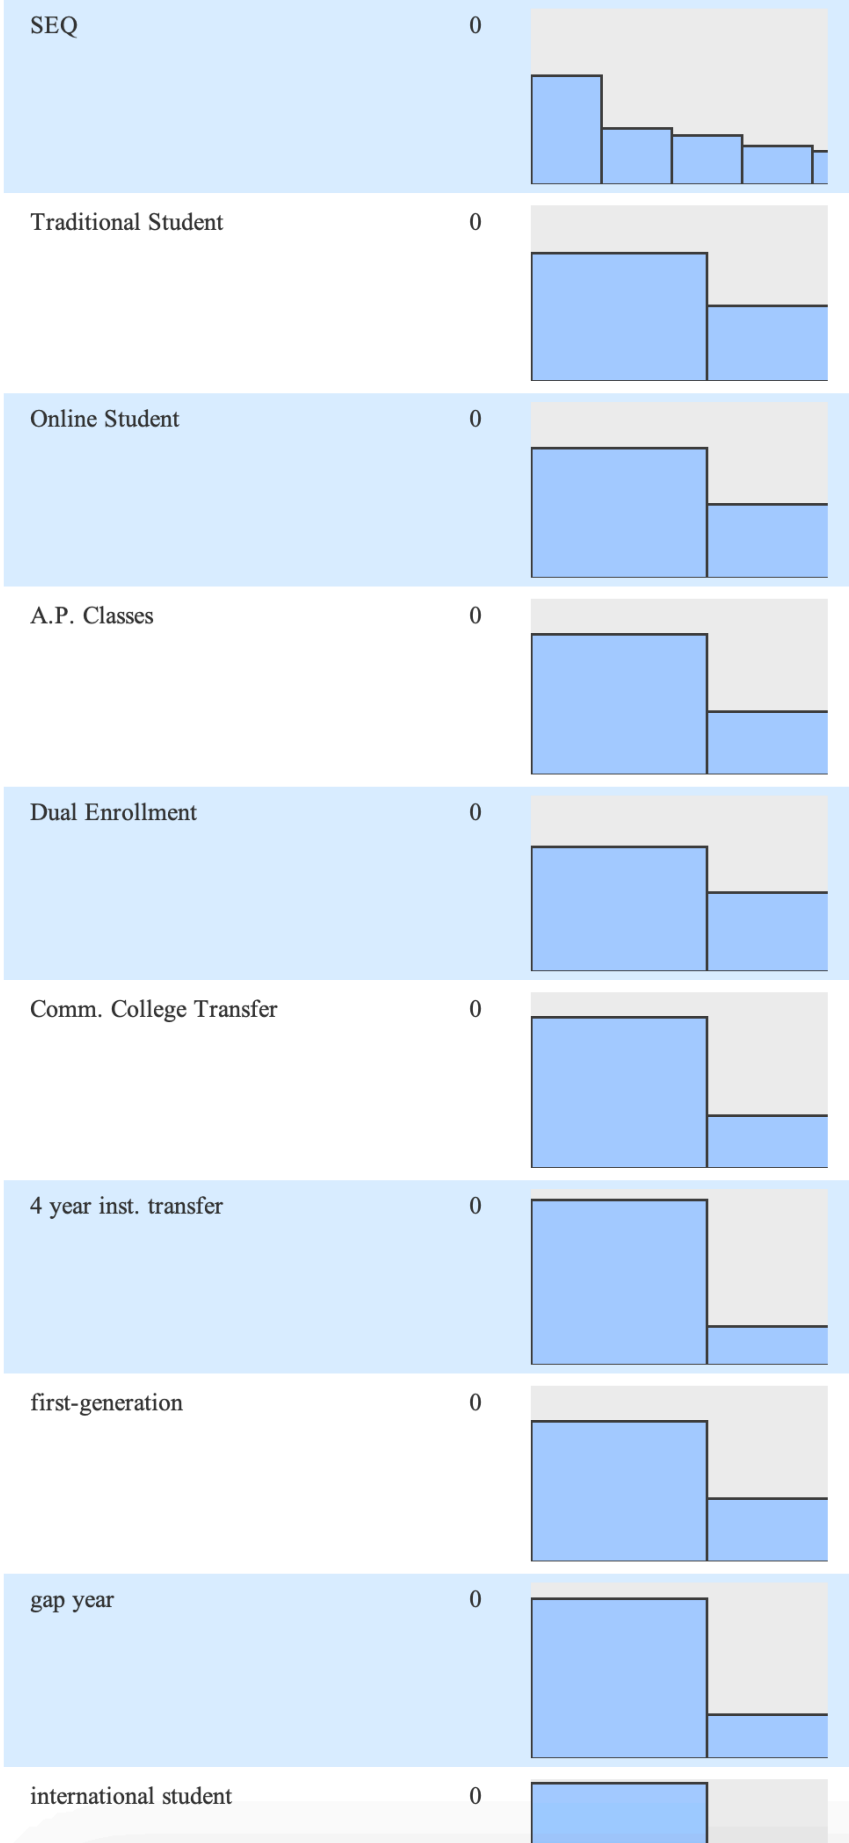 SEQ 0
Traditional Student 0
Online Student 0
A.P. Classes 0
Dual Enrollment 0
Comm. College Transfer 0
4 year inst. transfer 0
first-generation 0
gap year 0
international student 0